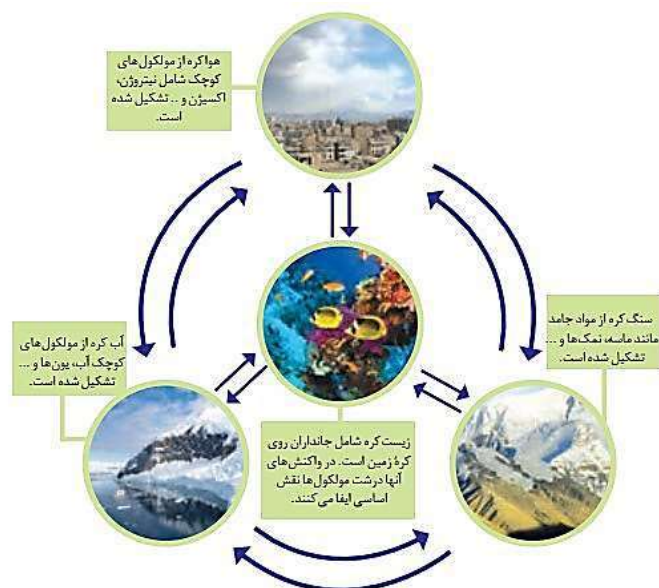 هوا کره از مولکول‌های
کوچک شامل نیتروژن،
اکسیژن و .. تشکیل شده
است.
سنگ کره از مواد جامد
مانند ماسه، نمک‌ها و ...
تشکیل شده است.
آب کره از مولکول‌های
کوچک آب، یون‌ها و ...
تشکیل شده است.
زیست کره شامل جانداران روی
کرهٔ زمین است. در واکنش‌های
آنها درشت مولکول‌ها نقش
اساسی ایفا می‌کنند.